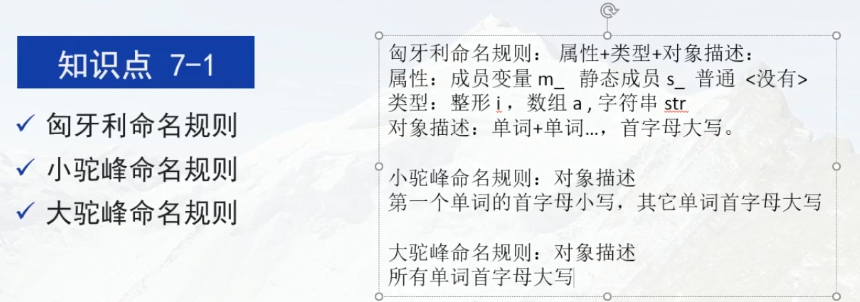 知识点 7-1
匈牙利命名规则
小驼峰命名规则
大驼峰命名规则
匈牙利命名规则： 属性+类型+对象描述：
属性：成员变量 m_ 静态成员 s_ 普通 <没有>
类型：整形 i ，数组 a , 字符串 str
对象描述：单词+单词…，首字母大写。
小驼峰命名规则：对象描述
第一个单词的首字母小写，其它单词首字母大写
大驼峰命名规则：对象描述
所有单词首字母大写